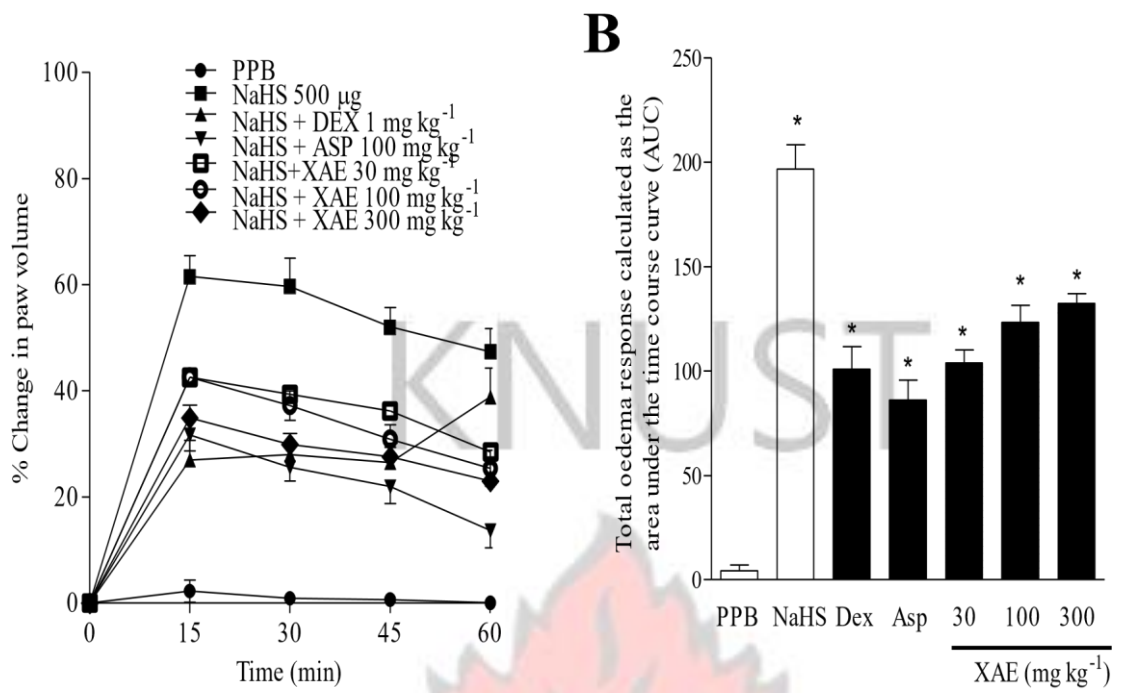 B
% Change in paw volume
100
80
60
40
20
0
PPB
NaHS 500 µg
NaHS + DEX 1 mg kg-1
NaHS + ASP 100 mg kg-1
NaHS+XAE 30 mg kg-1
NaHS + XAE 100 mg kg-1
NaHS + XAE 300 mg kg-1
0 15 30 45 60
Time (min)
Total oedema response calculated as the
area under the time course curve (AUC)
250
200
150
100
50
0
* * * * * *
PPB NaHS Dex Asp 30 100 300
XAE (mg kg-1)
KNUST